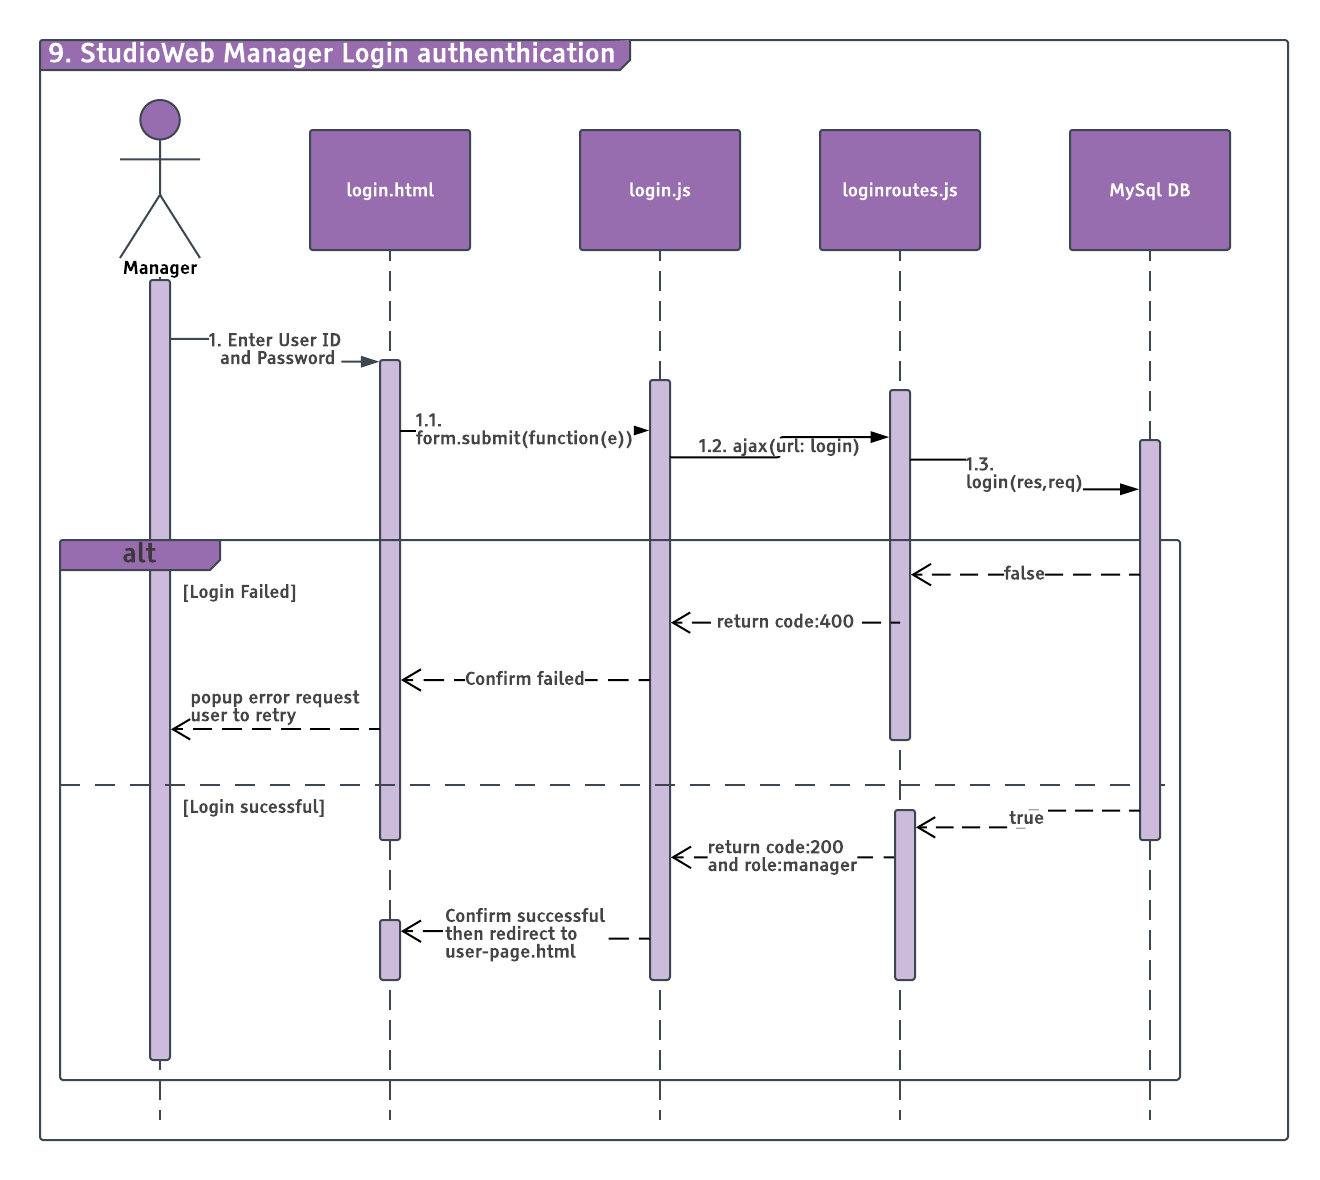 9. StudioWeb Manager Login authenthication
Manager
login.html
login.js
loginroutes.js
MySql DB
1. Enter User ID
and Password
1.1.
form.submit(function(e))
1.2. ajax(url: login)
1.3.
login(res,req)
alt
[Login Failed]
false
return code:400
Confirm failed
popup error request
user to retry
[Login sucessful]
true
return code:200
and role:manager
Confirm successful
then redirect to
user-page.html